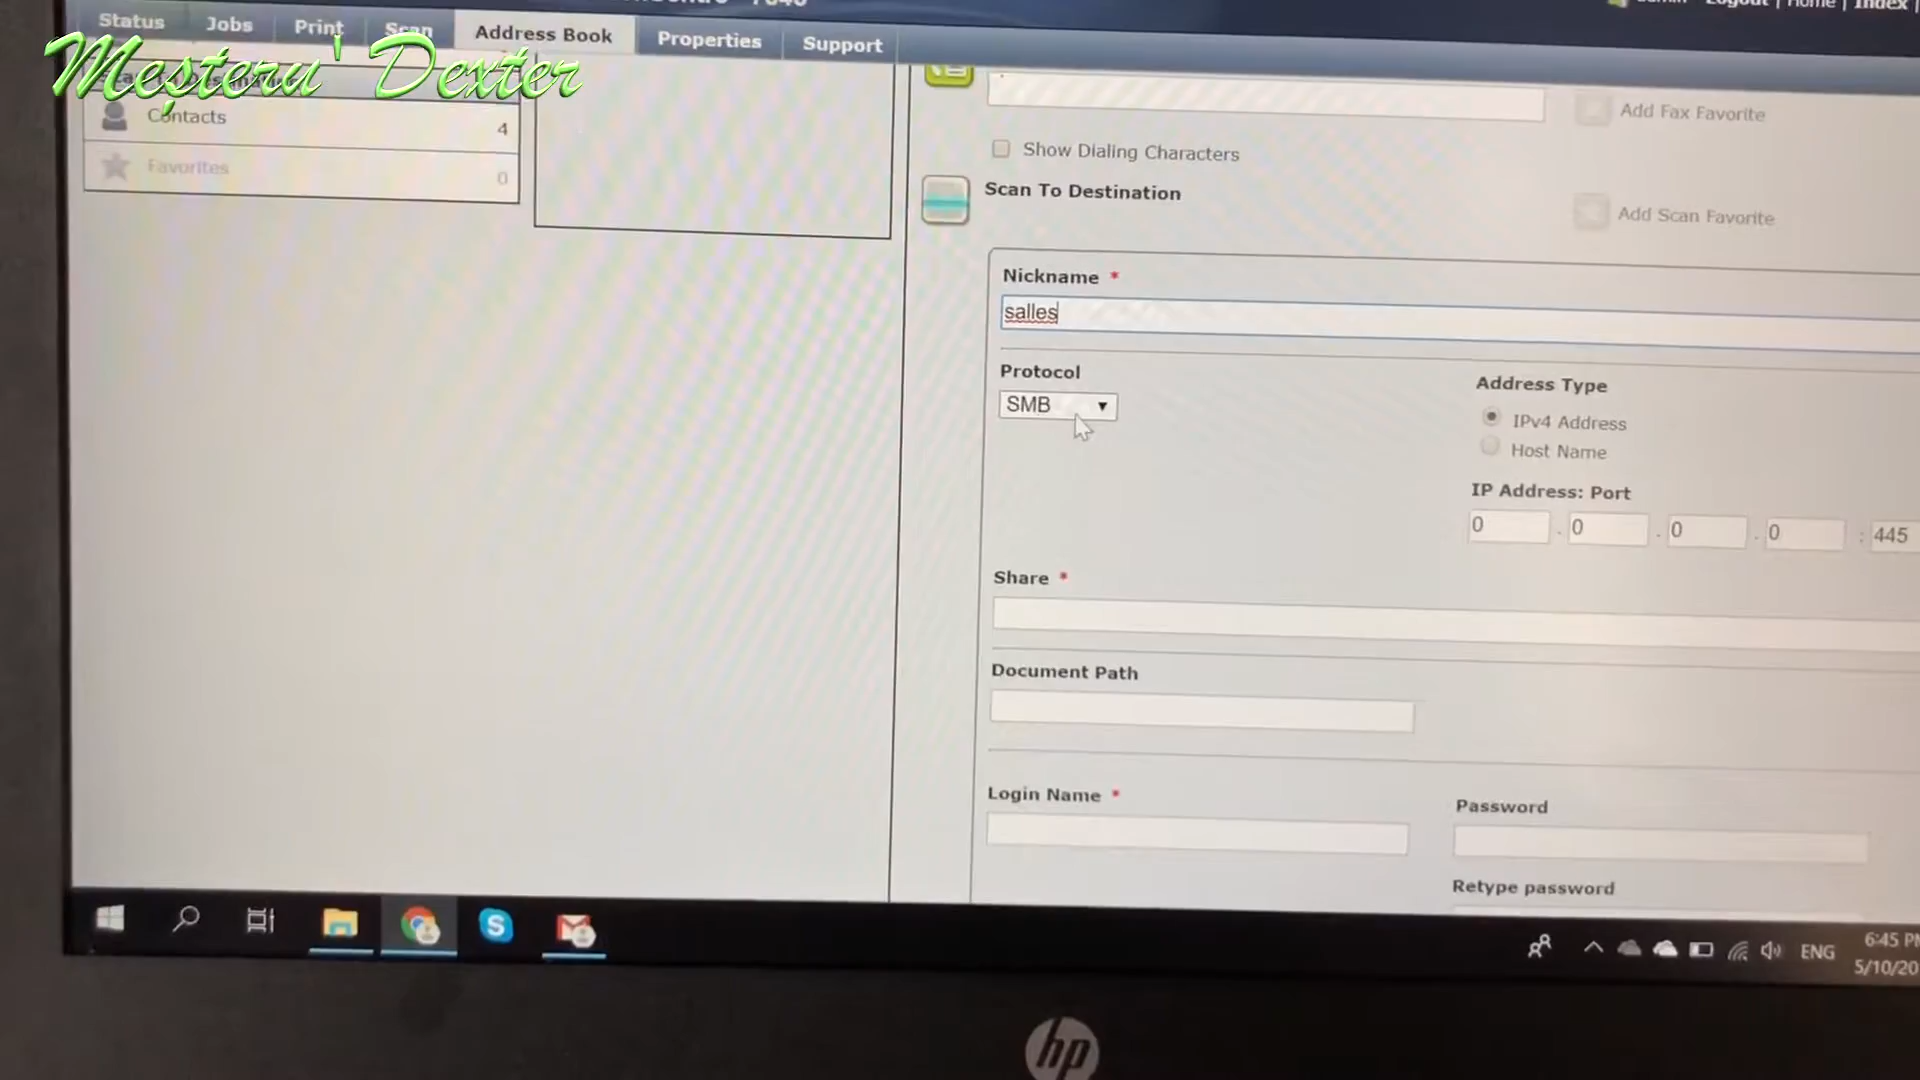 Status Jobs Print Scan Address Book Properties Support
Logout | Home | Index
Meșteru' Dexter
Contacts 4
Favorites 0
Add Fax Favorite
Show Dialing Characters
Scan To Destination
Add Scan Favorite
Nickname *
salles
Protocol
SMB
Address Type
IPv4 Address
Host Name
IP Address: Port
0 . 0 . 0 . 0 : 445
Share *
Document Path
Login Name *
Password
Retype password
ENG
6:45 PM
5/10/20
hp